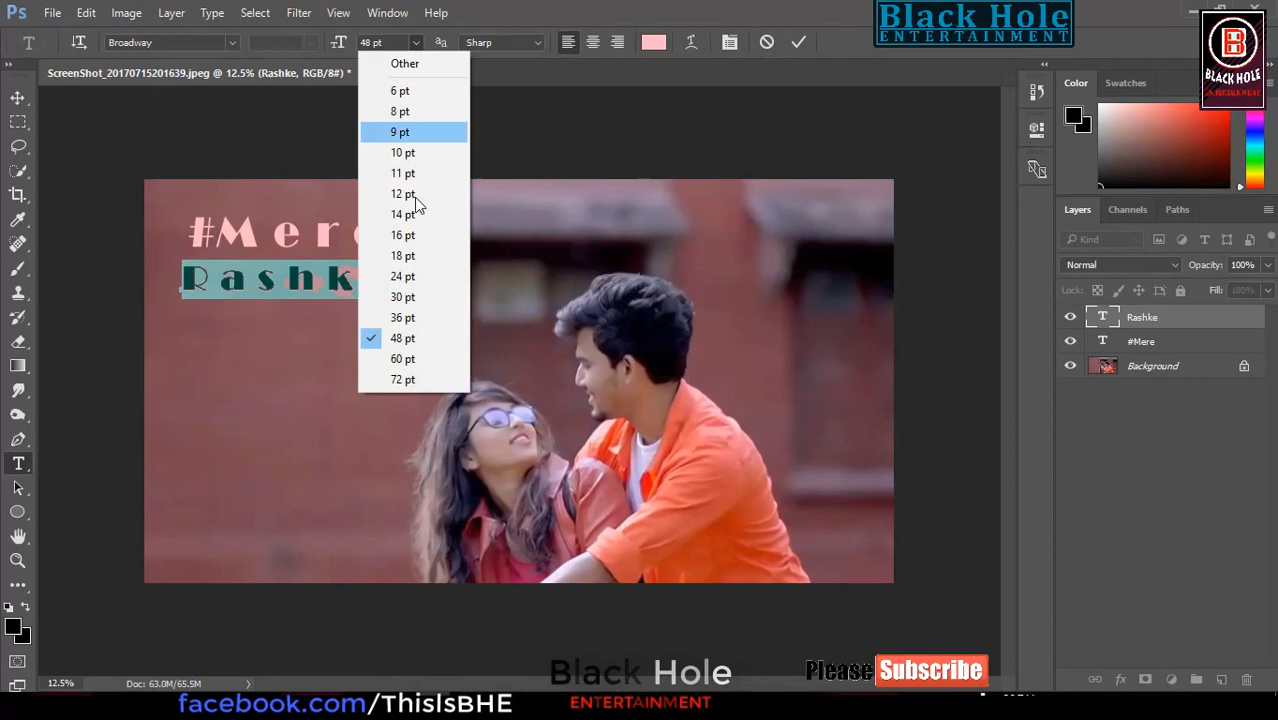 Ps File Edit Image Layer Type Select Filter View Window Help
Black Hole
ENTERTAINMENT
T Broadway 48 pt aa Sharp
B
BLACK HOLE
ENTERTAINMENT
ScreenShot_20170715201639.jpeg @ 12.5% (Rashke, RGB/8#) *
Other
6 pt
8 pt
9 pt
10 pt
11 pt
12 pt
14 pt
16 pt
18 pt
24 pt
30 pt
36 pt
48 pt
60 pt
72 pt
#Mere
Rashk
Color Swatches
Layers Channels Paths
Kind
Normal Opacity: 100%
Lock: Fill: 100%
T Rashke
T #Mere
Background
12.5% Doc: 63.0M/65.5M
Black Hole
ENTERTAINMENT
Please Subscribe
facebook.com/ThisIsBHE